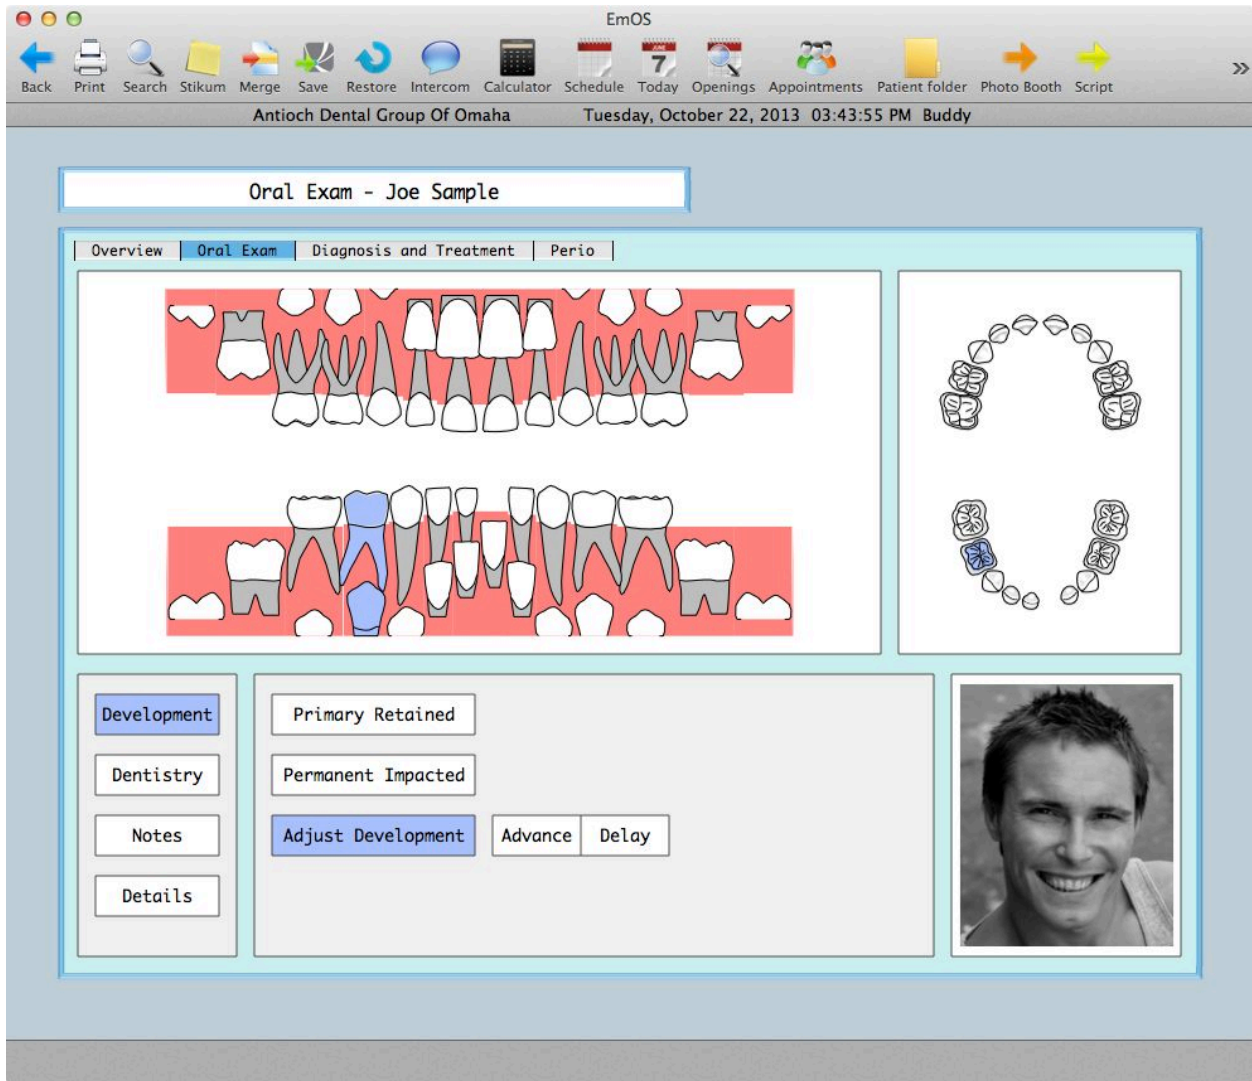 EmOS
Back Print Search Stikum Merge Save Restore Intercom Calculator Schedule JUNE 7 Today Openings Appointments Patient folder Photo Booth Script
Antioch Dental Group Of Omaha Tuesday, October 22, 2013 03:43:55 PM Buddy
Oral Exam - Joe Sample
Overview Oral Exam Diagnosis and Treatment Perio
Development
Dentistry
Notes
Details
Primary Retained
Permanent Impacted
Adjust Development Advance Delay